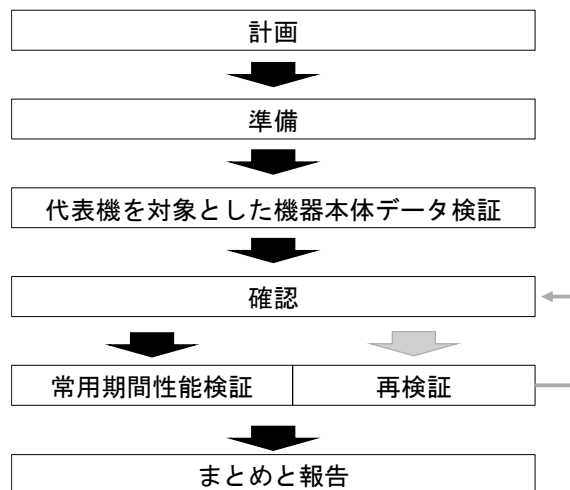 計画
準備
代表機を対象とした機器本体データ検証
確認
常用期間性能検証
再検証
まとめと報告